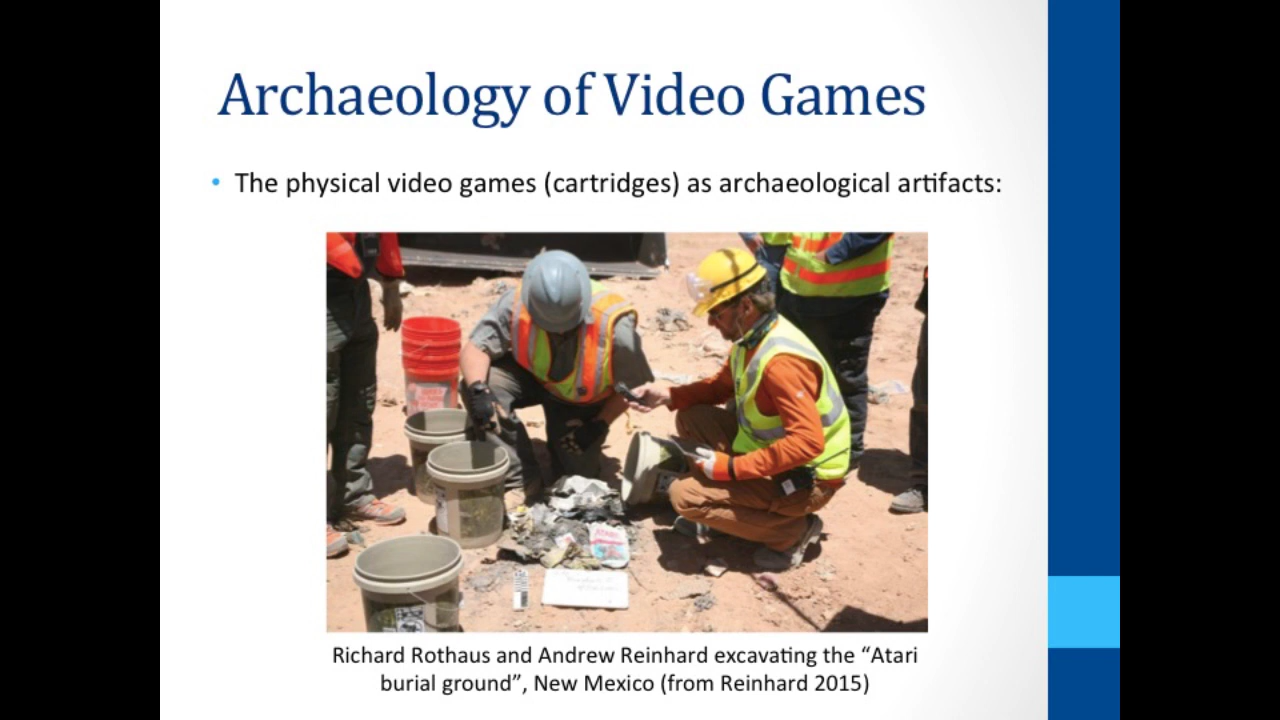 Archaeology of Video Games
• The physical video games (cartridges) as archaeological artifacts:
ATARI
Richard Rothaus and Andrew Reinhard excavating the “Atari
burial ground”, New Mexico (from Reinhard 2015)